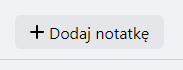 + Dodaj notatkę